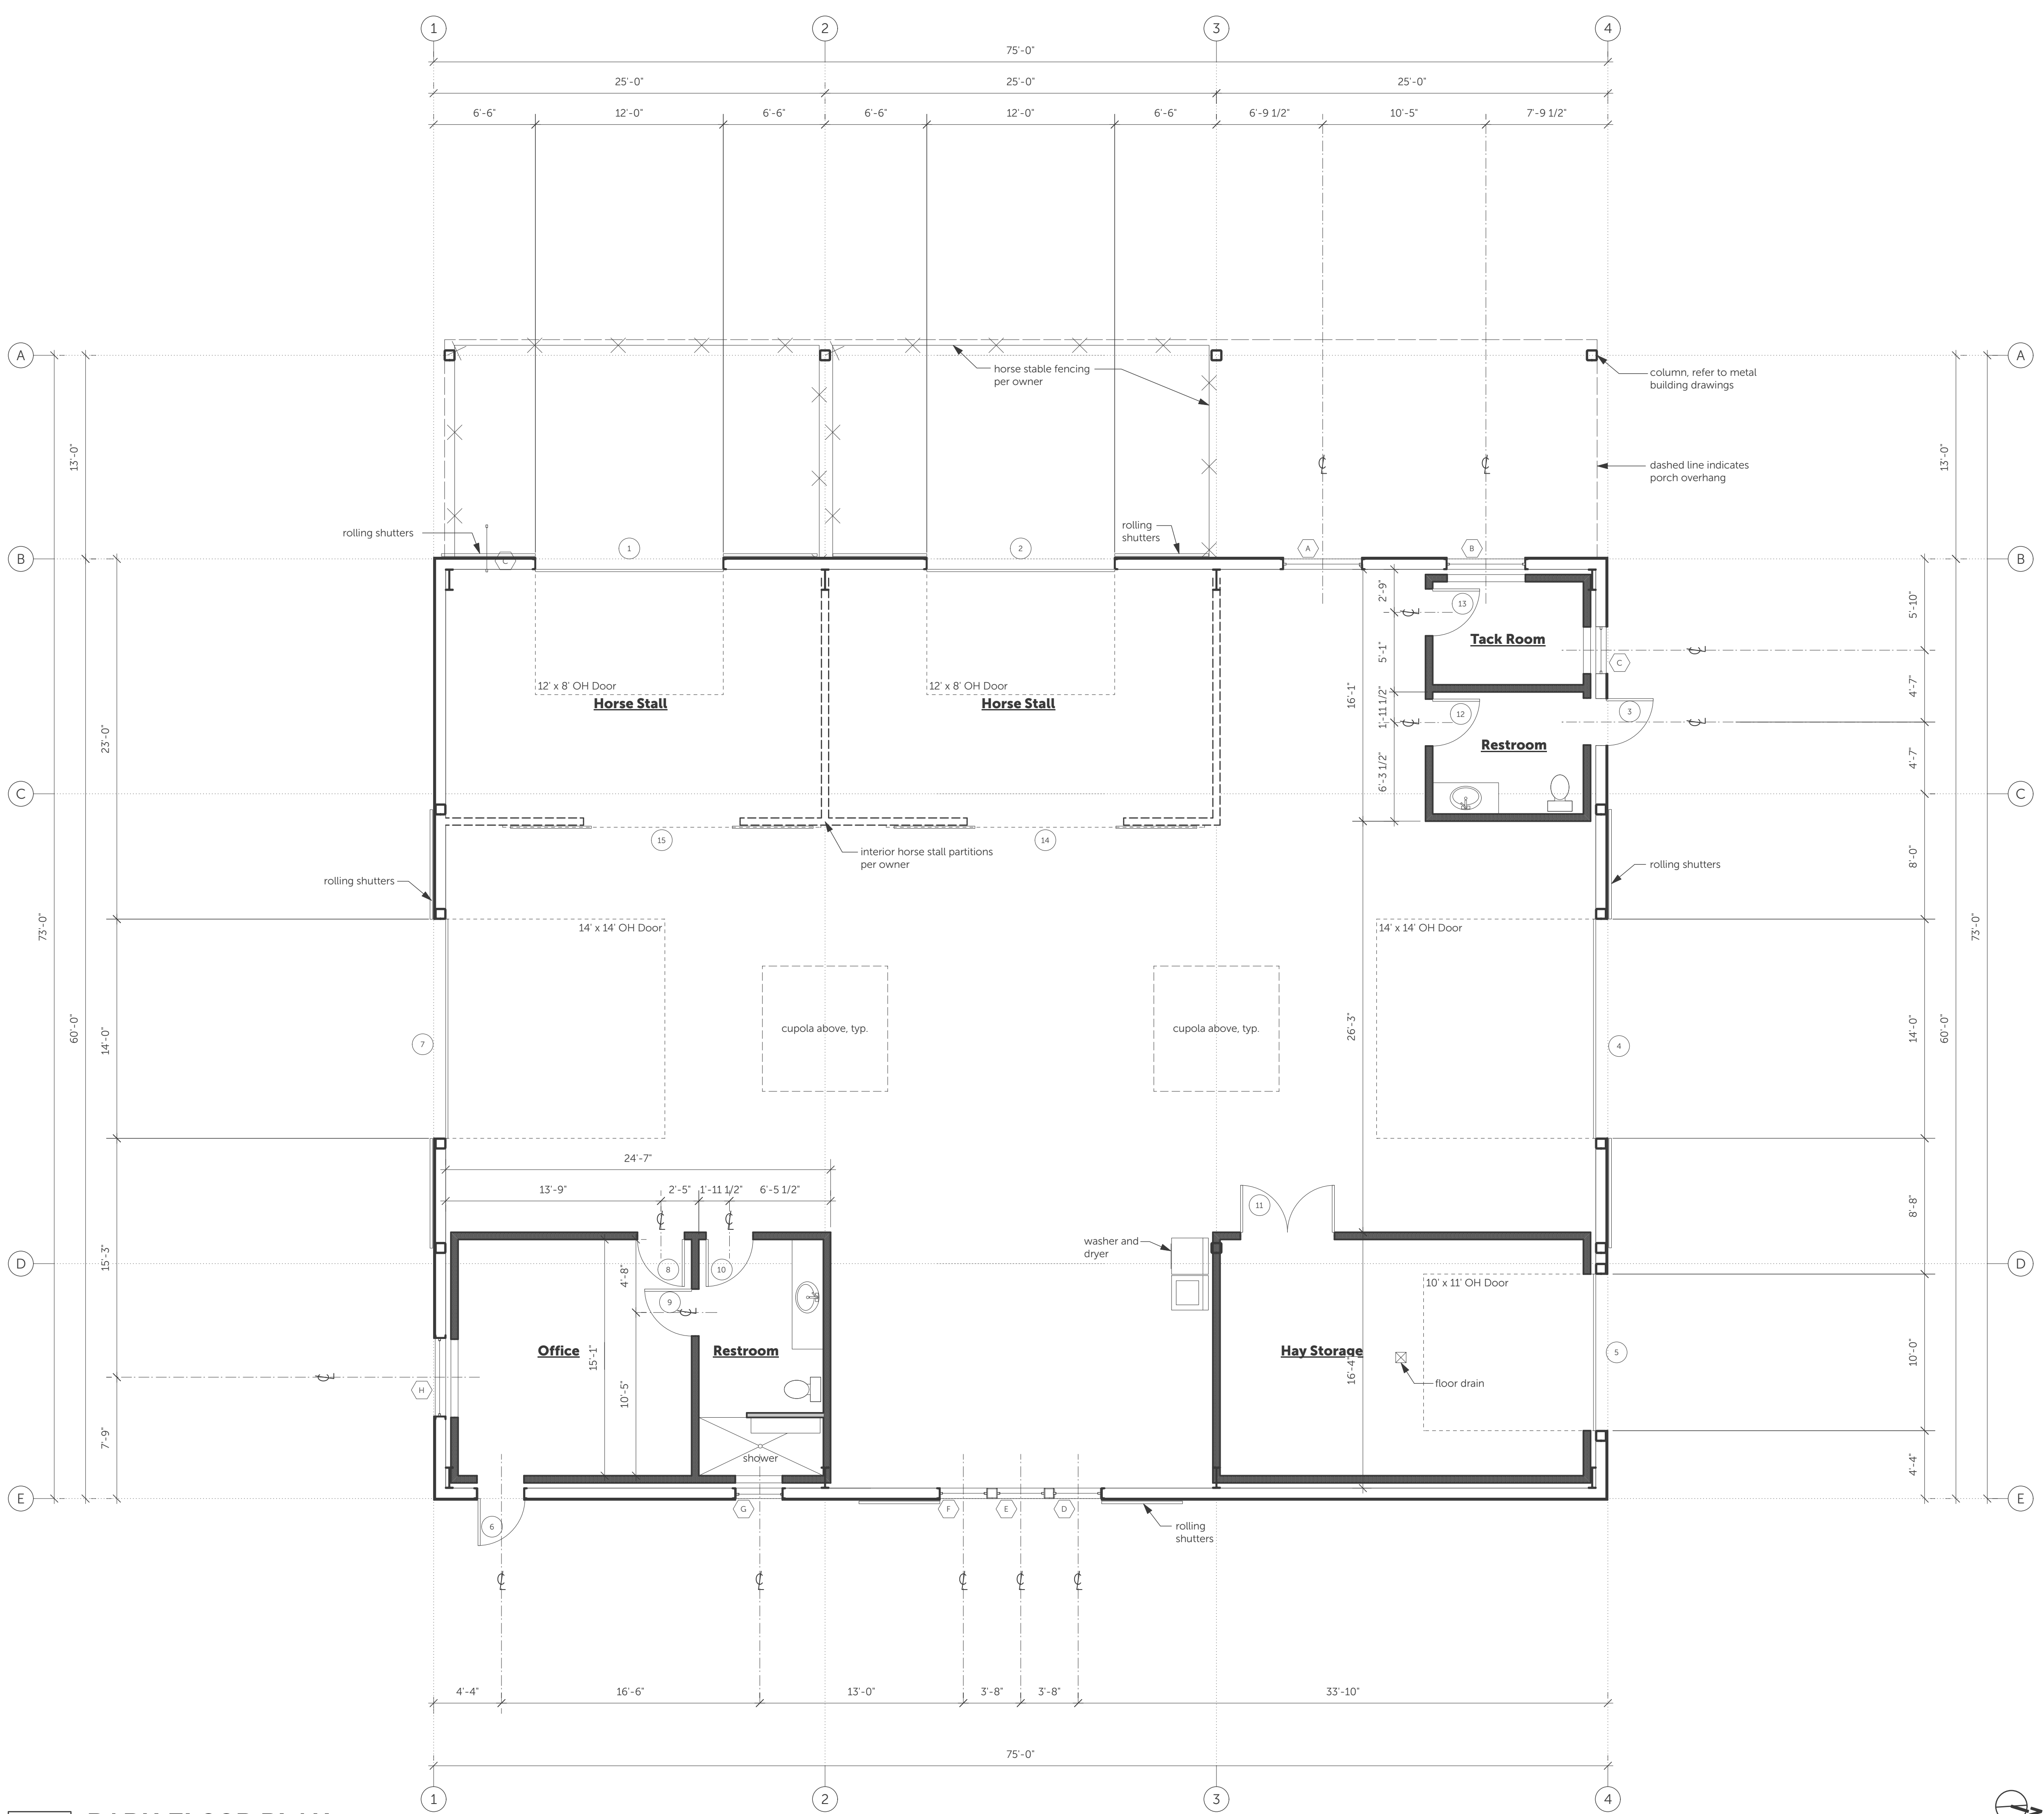 1 2 3 4
75'-0"
25'-0" 25'-0" 25'-0"
6'-6" 12'-0" 6'-6" 6'-6" 12'-0" 6'-6" 6'-9 1/2" 10'-5" 7'-9 1/2"
A A
horse stable fencing
per owner
column, refer to metal
building drawings
13'-0" 13'-0"
dashed line indicates
porch overhang
rolling shutters
rolling
shutters
C 1 2 A B
B B
2'-9"
13
5'-10"
Tack Room
5'-1"
C
12' x 8' OH Door 12' x 8' OH Door
Horse Stall Horse Stall
16'-1"
1'-11 1/2"
4'-7"
12 3
23'-0"
Restroom
4'-7"
6'-3 1/2"
C C
15 14
interior horse stall partitions
per owner
rolling shutters
rolling shutters
8'-0"
73'-0" 73'-0"
14' x 14' OH Door 14' x 14' OH Door
60'-0" 14'-0" 26'-3" 14'-0" 60'-0"
cupola above, typ. cupola above, typ.
7 4
24'-7"
13'-9" 2'-5" 1'-11 1/2" 6'-5 1/2"
8'-8"
11
washer and
dryer
15'-3"
D D
8 10
4'-8"
10' x 11' OH Door
9
Office Restroom Hay Storage
15'-1"
16'-4"
10'-0"
5
floor drain
H
10'-5"
7'-9"
shower
4'-4"
E E
G F E D
6
rolling
shutters
4'-4" 16'-6" 13'-0" 3'-8" 3'-8" 33'-10"
75'-0"
1 2 3 4